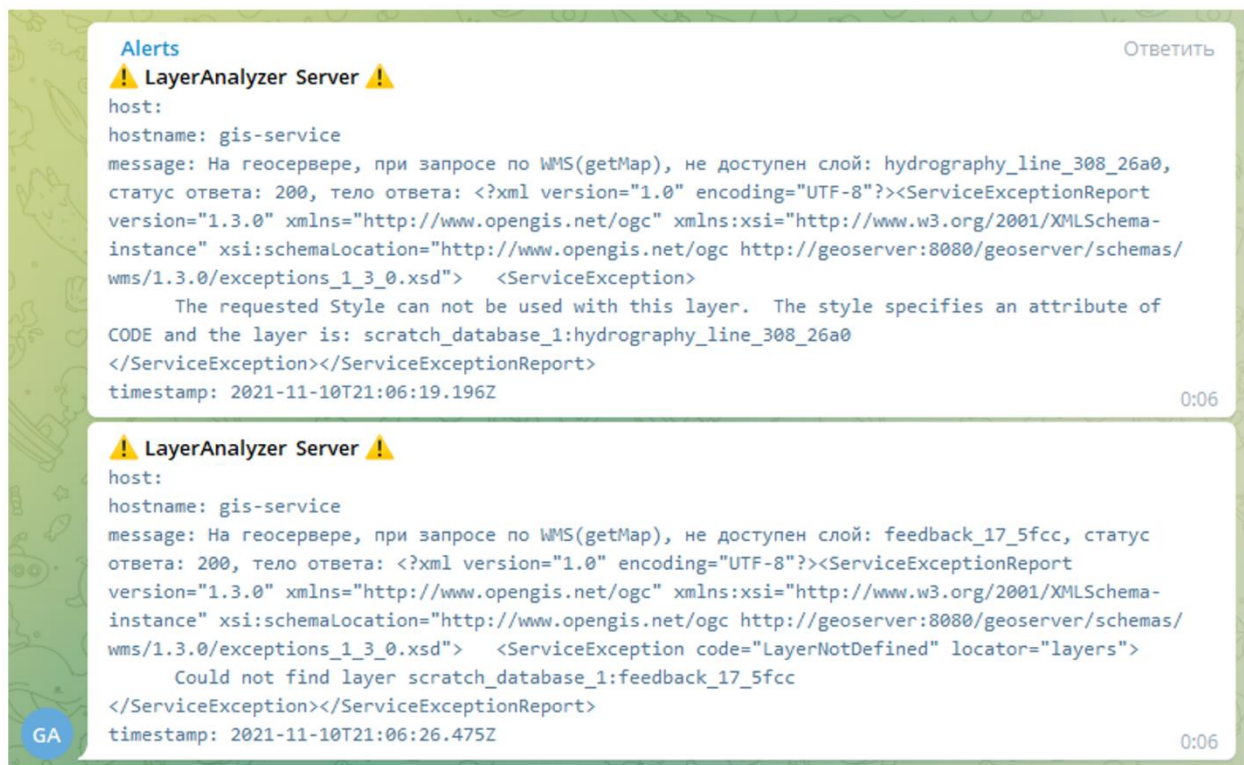 Alerts Ответить
⚠ LayerAnalyzer Server ⚠
host:
hostname: gis-service
message: На геосервере, при запросе по WMS(getMap), не доступен слой: hydrography_line_308_26a0,
статус ответа: 200, тело ответа: <?xml version="1.0" encoding="UTF-8"?><ServiceExceptionReport
version="1.3.0" xmlns="http://www.opengis.net/ogc" xmlns:xsi="http://www.w3.org/2001/XMLSchema-
instance" xsi:schemaLocation="http://www.opengis.net/ogc http://geoserver:8080/geoserver/schemas/
wms/1.3.0/exceptions_1_3_0.xsd">   <ServiceException>
      The requested Style can not be used with this layer.  The style specifies an attribute of
CODE and the layer is: scratch_database_1:hydrography_line_308_26a0
</ServiceException></ServiceExceptionReport>
timestamp: 2021-11-10T21:06:19.196Z
0:06
⚠ LayerAnalyzer Server ⚠
host:
hostname: gis-service
message: На геосервере, при запросе по WMS(getMap), не доступен слой: feedback_17_5fcc, статус
ответа: 200, тело ответа: <?xml version="1.0" encoding="UTF-8"?><ServiceExceptionReport
version="1.3.0" xmlns="http://www.opengis.net/ogc" xmlns:xsi="http://www.w3.org/2001/XMLSchema-
instance" xsi:schemaLocation="http://www.opengis.net/ogc http://geoserver:8080/geoserver/schemas/
wms/1.3.0/exceptions_1_3_0.xsd">   <ServiceException code="LayerNotDefined" locator="layers">
      Could not find layer scratch_database_1:feedback_17_5fcc
</ServiceException></ServiceExceptionReport>
timestamp: 2021-11-10T21:06:26.475Z
0:06
GA